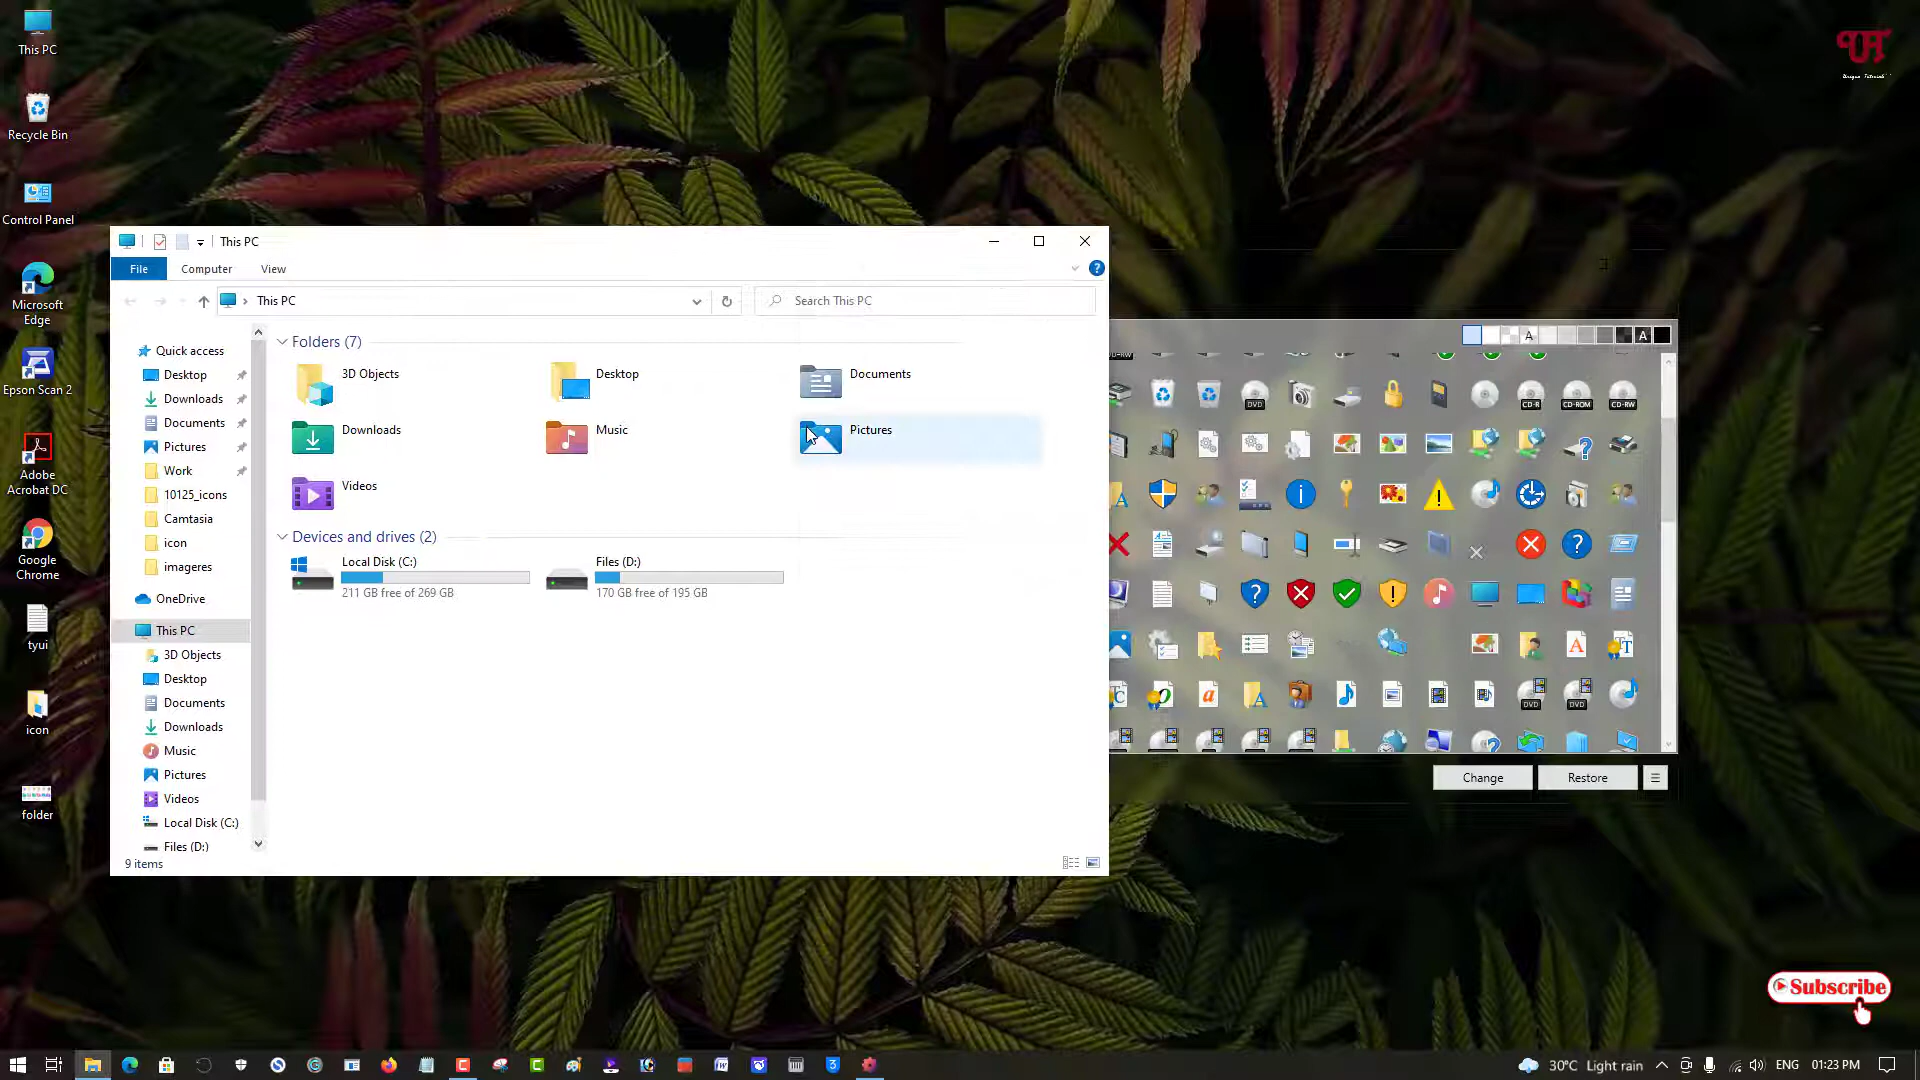 This PC
Recycle Bin
Control Panel
Microsoft
Edge
Epson Scan 2
Adobe
Acrobat DC
Google
Chrome
tyui
icon
folder
This PC
File
Computer
View
This PC
Search This PC
Quick access
Desktop
Downloads
Documents
Pictures
Work
10125_icons
Camtasia
icon
imageres
OneDrive
This PC
3D Objects
Desktop
Documents
Downloads
Music
Pictures
Videos
Local Disk (C:)
Files (D:)
9 items
Folders (7)
3D Objects
Desktop
Documents
Downloads
Music
Pictures
Videos
Devices and drives (2)
Local Disk (C:)
211 GB free of 269 GB
Files (D:)
170 GB free of 195 GB
A
A
DVD
CD-R
CD-ROM
CD-RW
DVD
DVD
Change
Restore
Unique Tutorial
Subscribe
30°C Light rain
ENG
01:23 PM